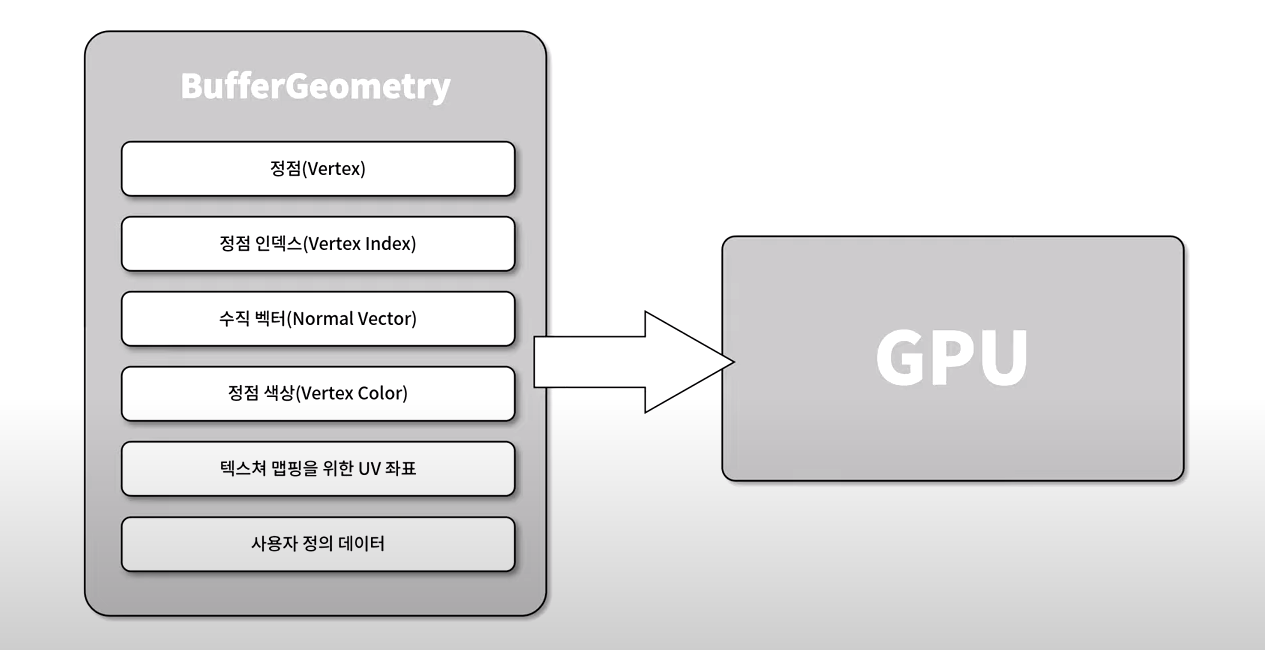 BufferGeometry
정점(Vertex)
정점 인덱스(Vertex Index)
수직 벡터(Normal Vector)
정점 색상(Vertex Color)
텍스쳐 맵핑을 위한 UV 좌표
사용자 정의 데이터
GPU